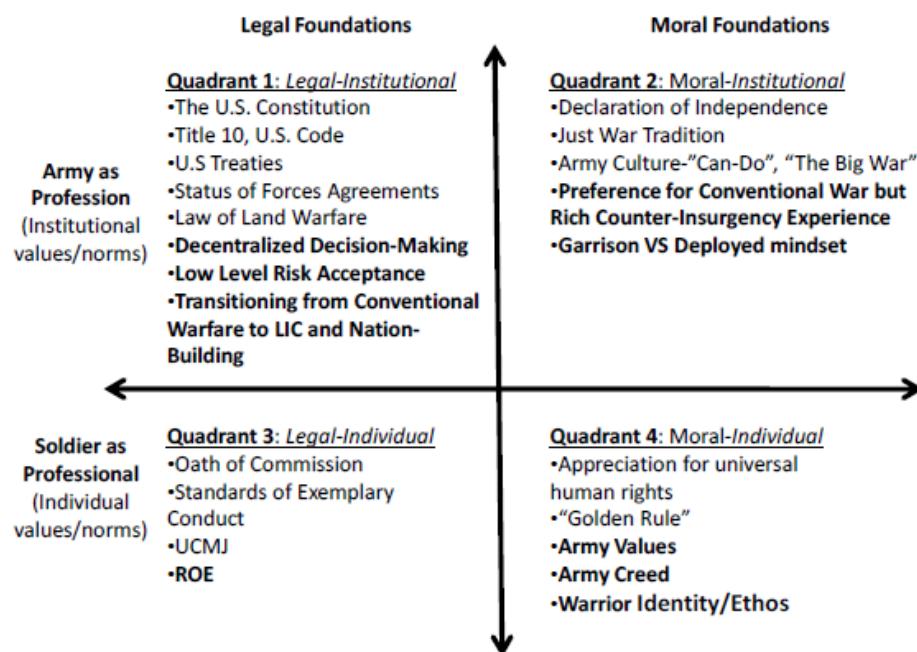 Legal Foundations
Moral Foundations
Army as
Profession
(Institutional
values/norms)
Quadrant 1: Legal-Institutional
•The U.S. Constitution
•Title 10, U.S. Code
•U.S Treaties
•Status of Forces Agreements
•Law of Land Warfare
•Decentralized Decision-Making
•Low Level Risk Acceptance
•Transitioning from Conventional
Warfare to LIC and Nation-
Building
Quadrant 2: Moral-Institutional
•Declaration of Independence
•Just War Tradition
•Army Culture-”Can-Do”, “The Big War”
•Preference for Conventional War but
Rich Counter-Insurgency Experience
•Garrison VS Deployed mindset
Soldier as
Professional
(Individual
values/norms)
Quadrant 3: Legal-Individual
•Oath of Commission
•Standards of Exemplary
Conduct
•UCMJ
•ROE
Quadrant 4: Moral-Individual
•Appreciation for universal
human rights
•“Golden Rule”
•Army Values
•Army Creed
•Warrior Identity/Ethos